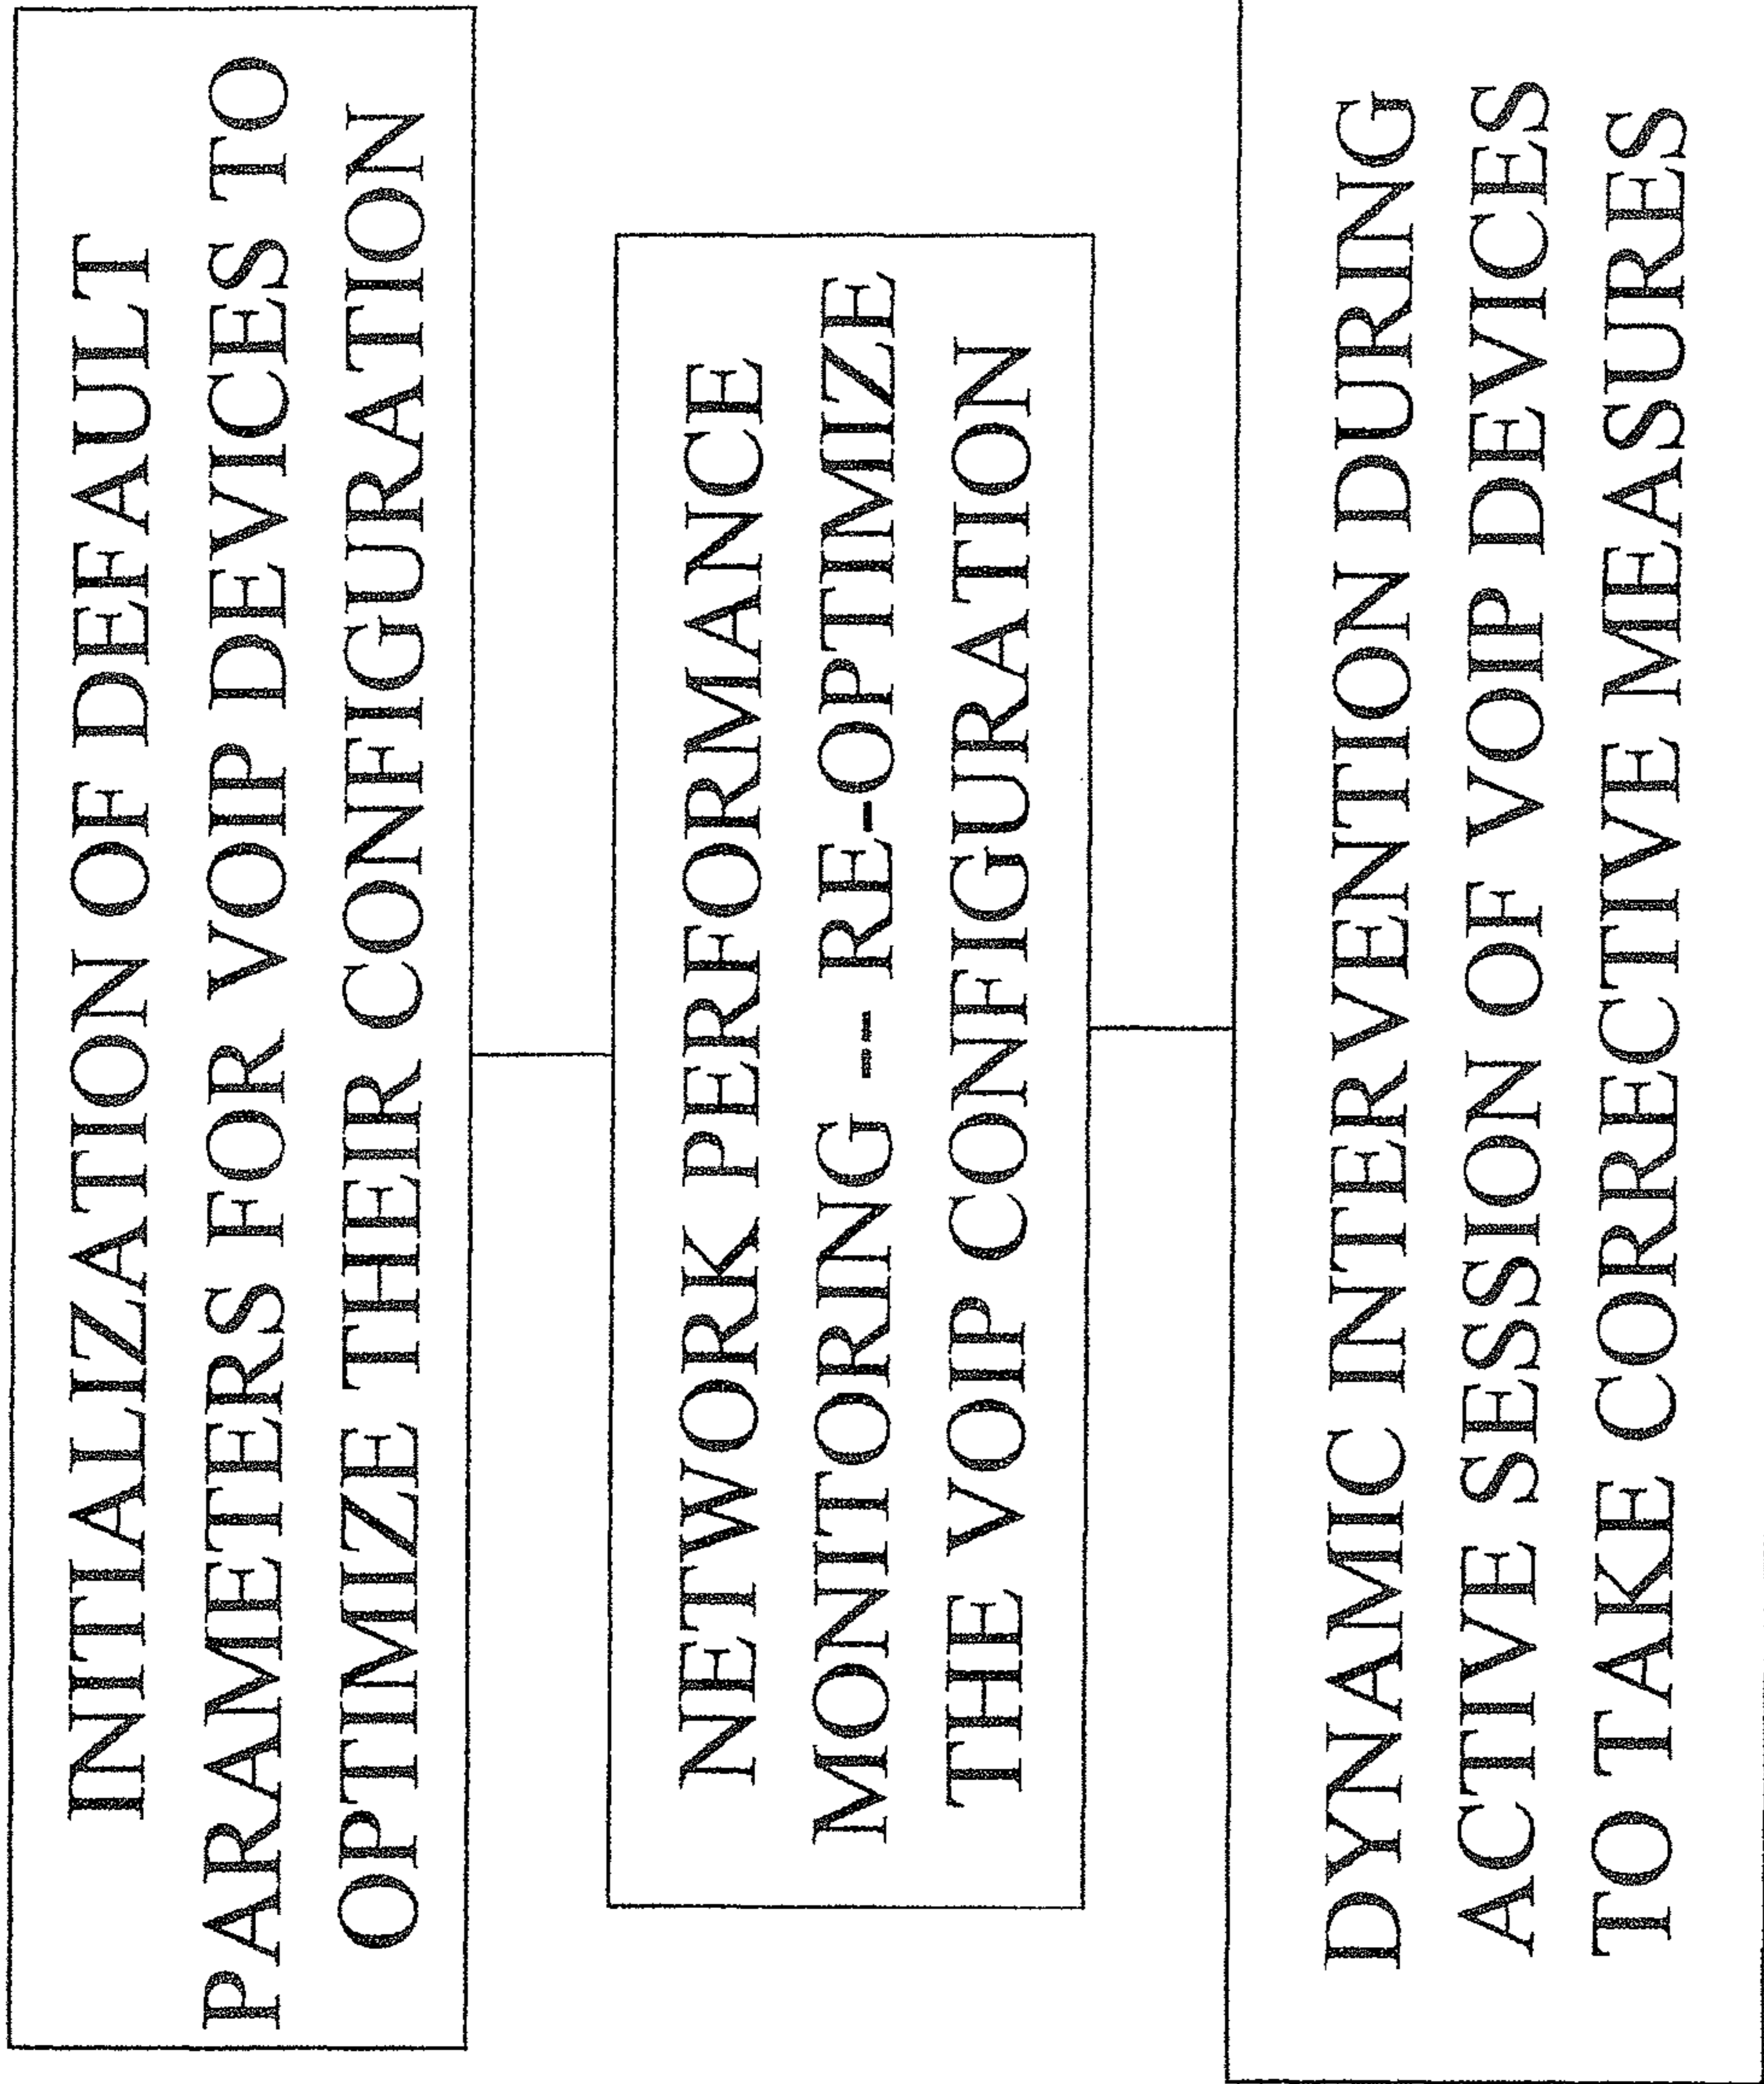 INITIALIZATION OF DEFAULT
PARAMETERS FOR VOIP DEVICES TO
OPTIMIZE THEIR CONFIGURATION
NETWORK PERFORMANCE
MONITORING -- RE-OPTIMIZE
THE VOIP CONFIGURATION
DYNAMIC INTERVENTION DURING
ACTIVE SESSION OF VOIP DEVICES
TO TAKE CORRECTIVE MEASURES